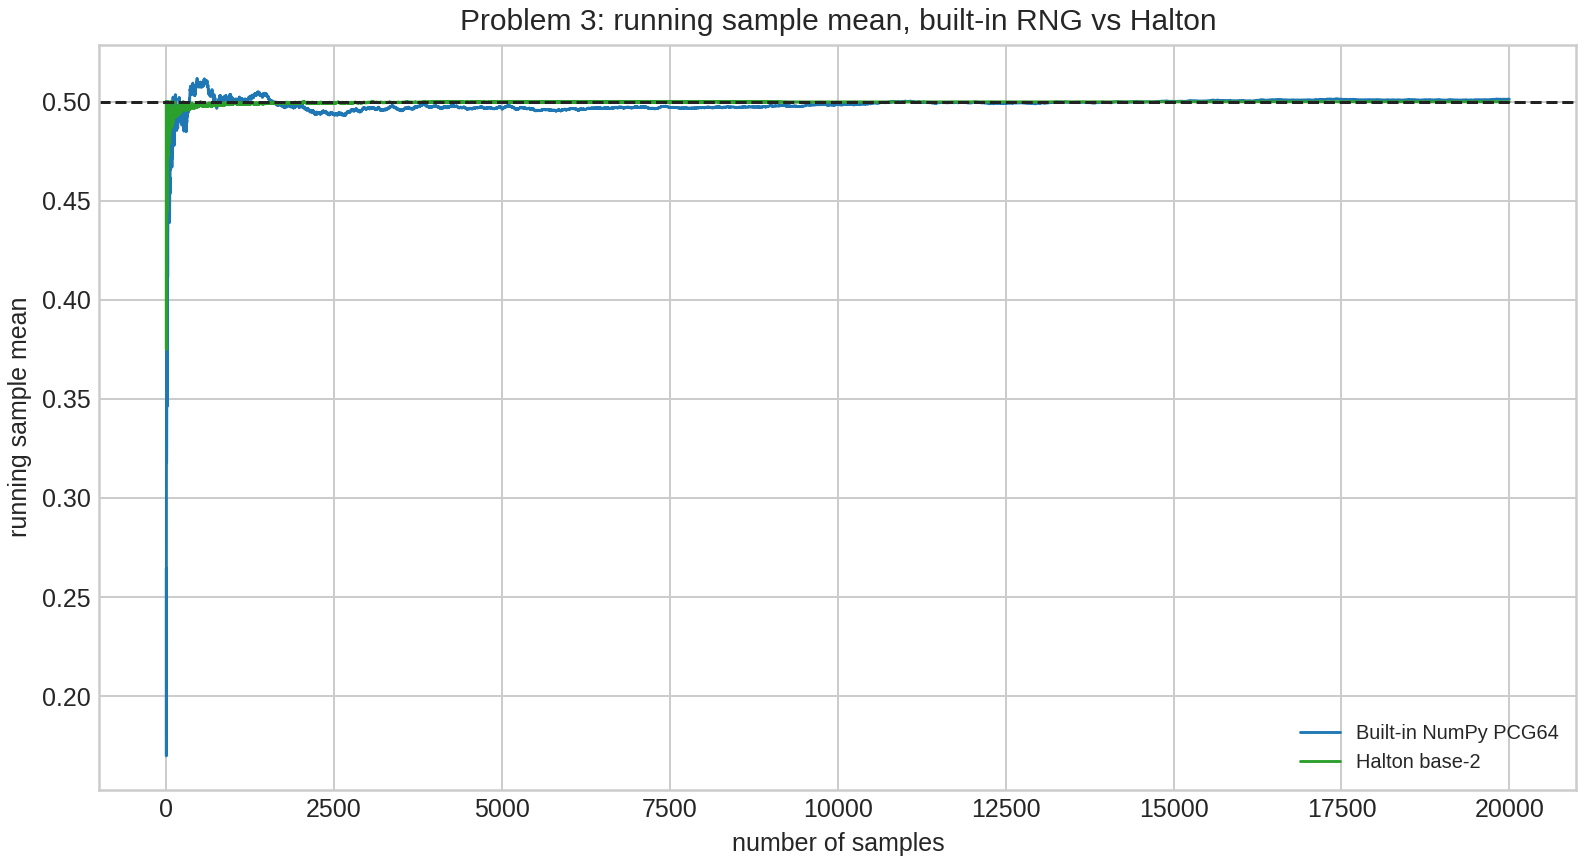 Problem 3: running sample mean, built-in RNG vs Halton
running sample mean
0.50
0.45
0.40
0.35
0.30
0.25
0.20
Built-in NumPy PCG64
Halton base-2
0 2500 5000 7500 10000 12500 15000 17500 20000
number of samples